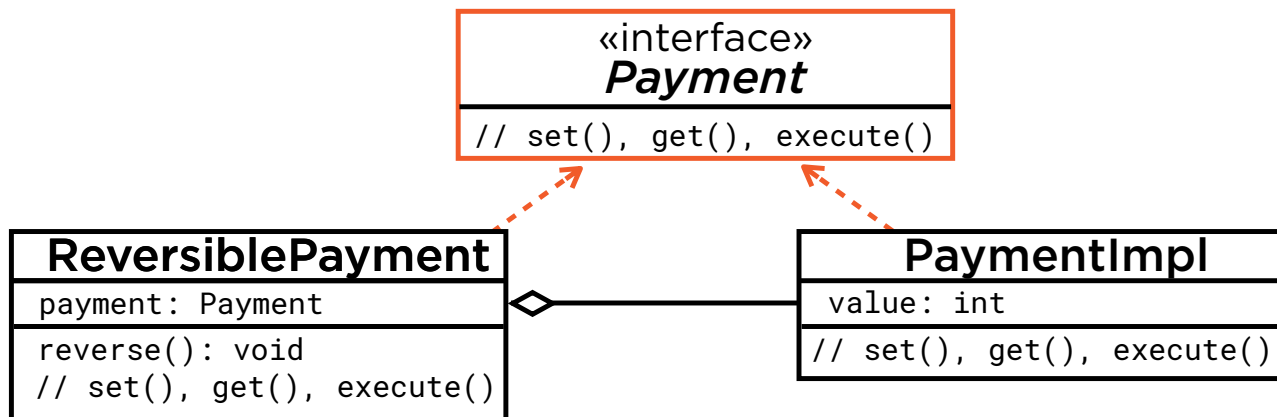 «interface»
Payment
// set(), get(), execute()
ReversiblePayment
payment: Payment
reverse(): void
// set(), get(), execute()
PaymentImpl
value: int
// set(), get(), execute()